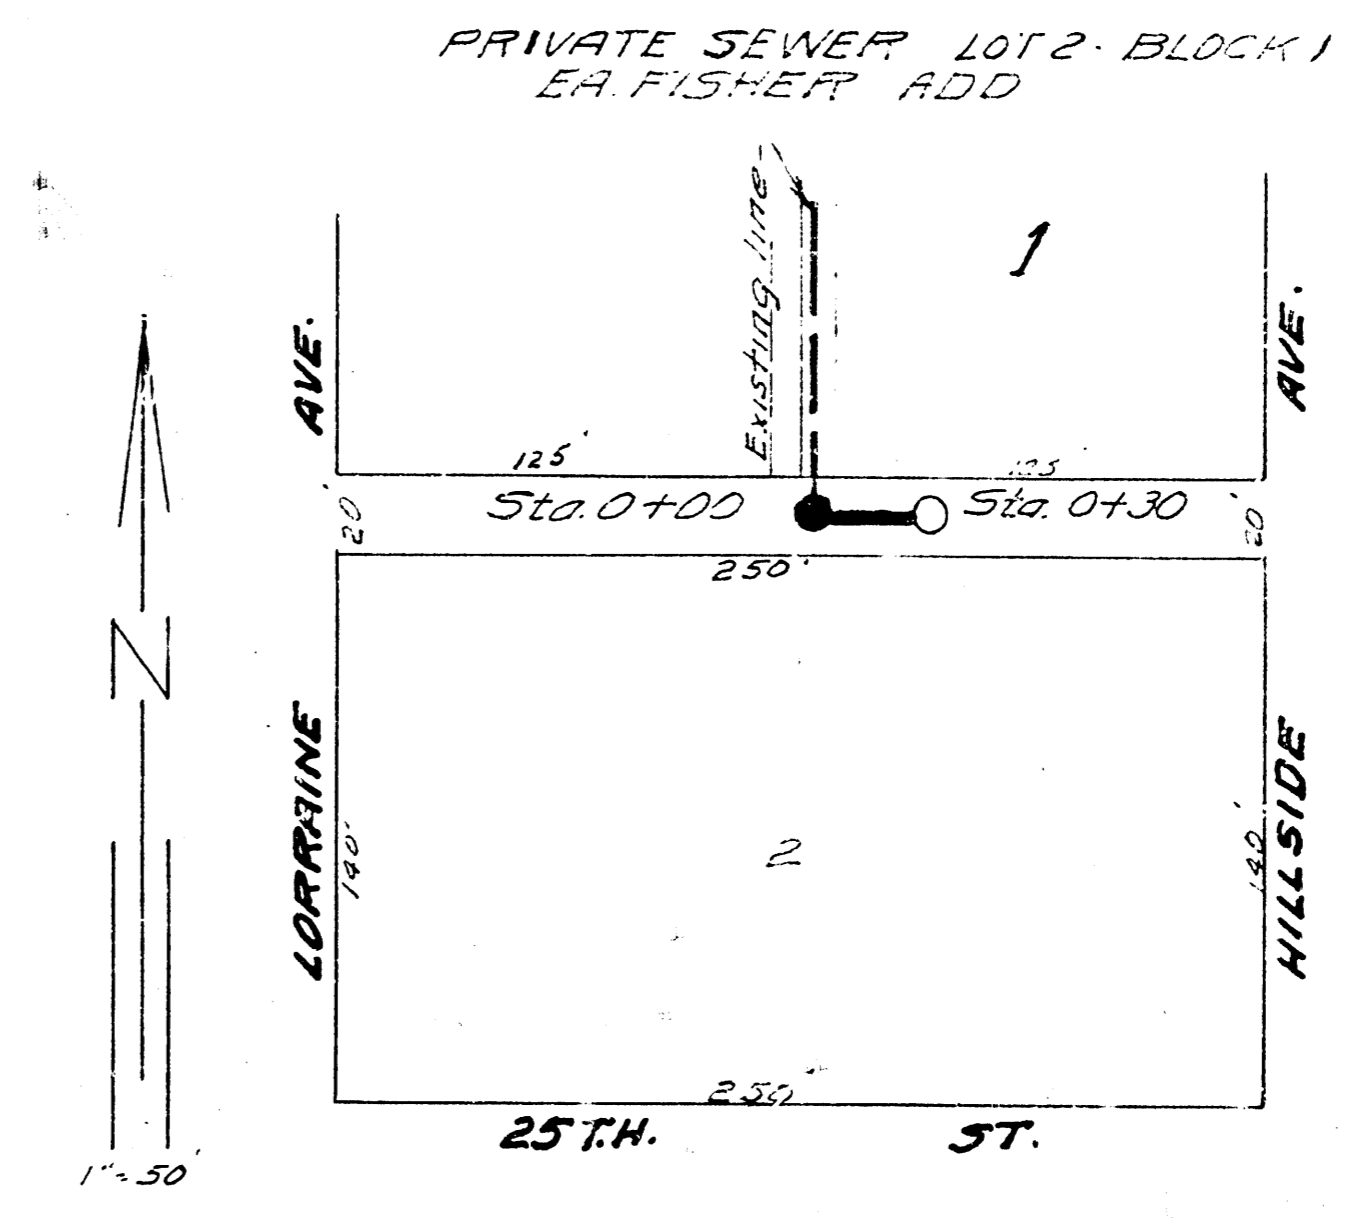 PRIVATE SEWER LOT 2 · BLOCK 1
EA. FISHER ADD
Existing line
1
AVE.
AVE.
125'
125
Sta. 0+00
Sta. 0+30
20'
20'
250'
N
LORRAINE
HILLSIDE
140'
140'
2
250'
25T.H. ST.
1"=50'